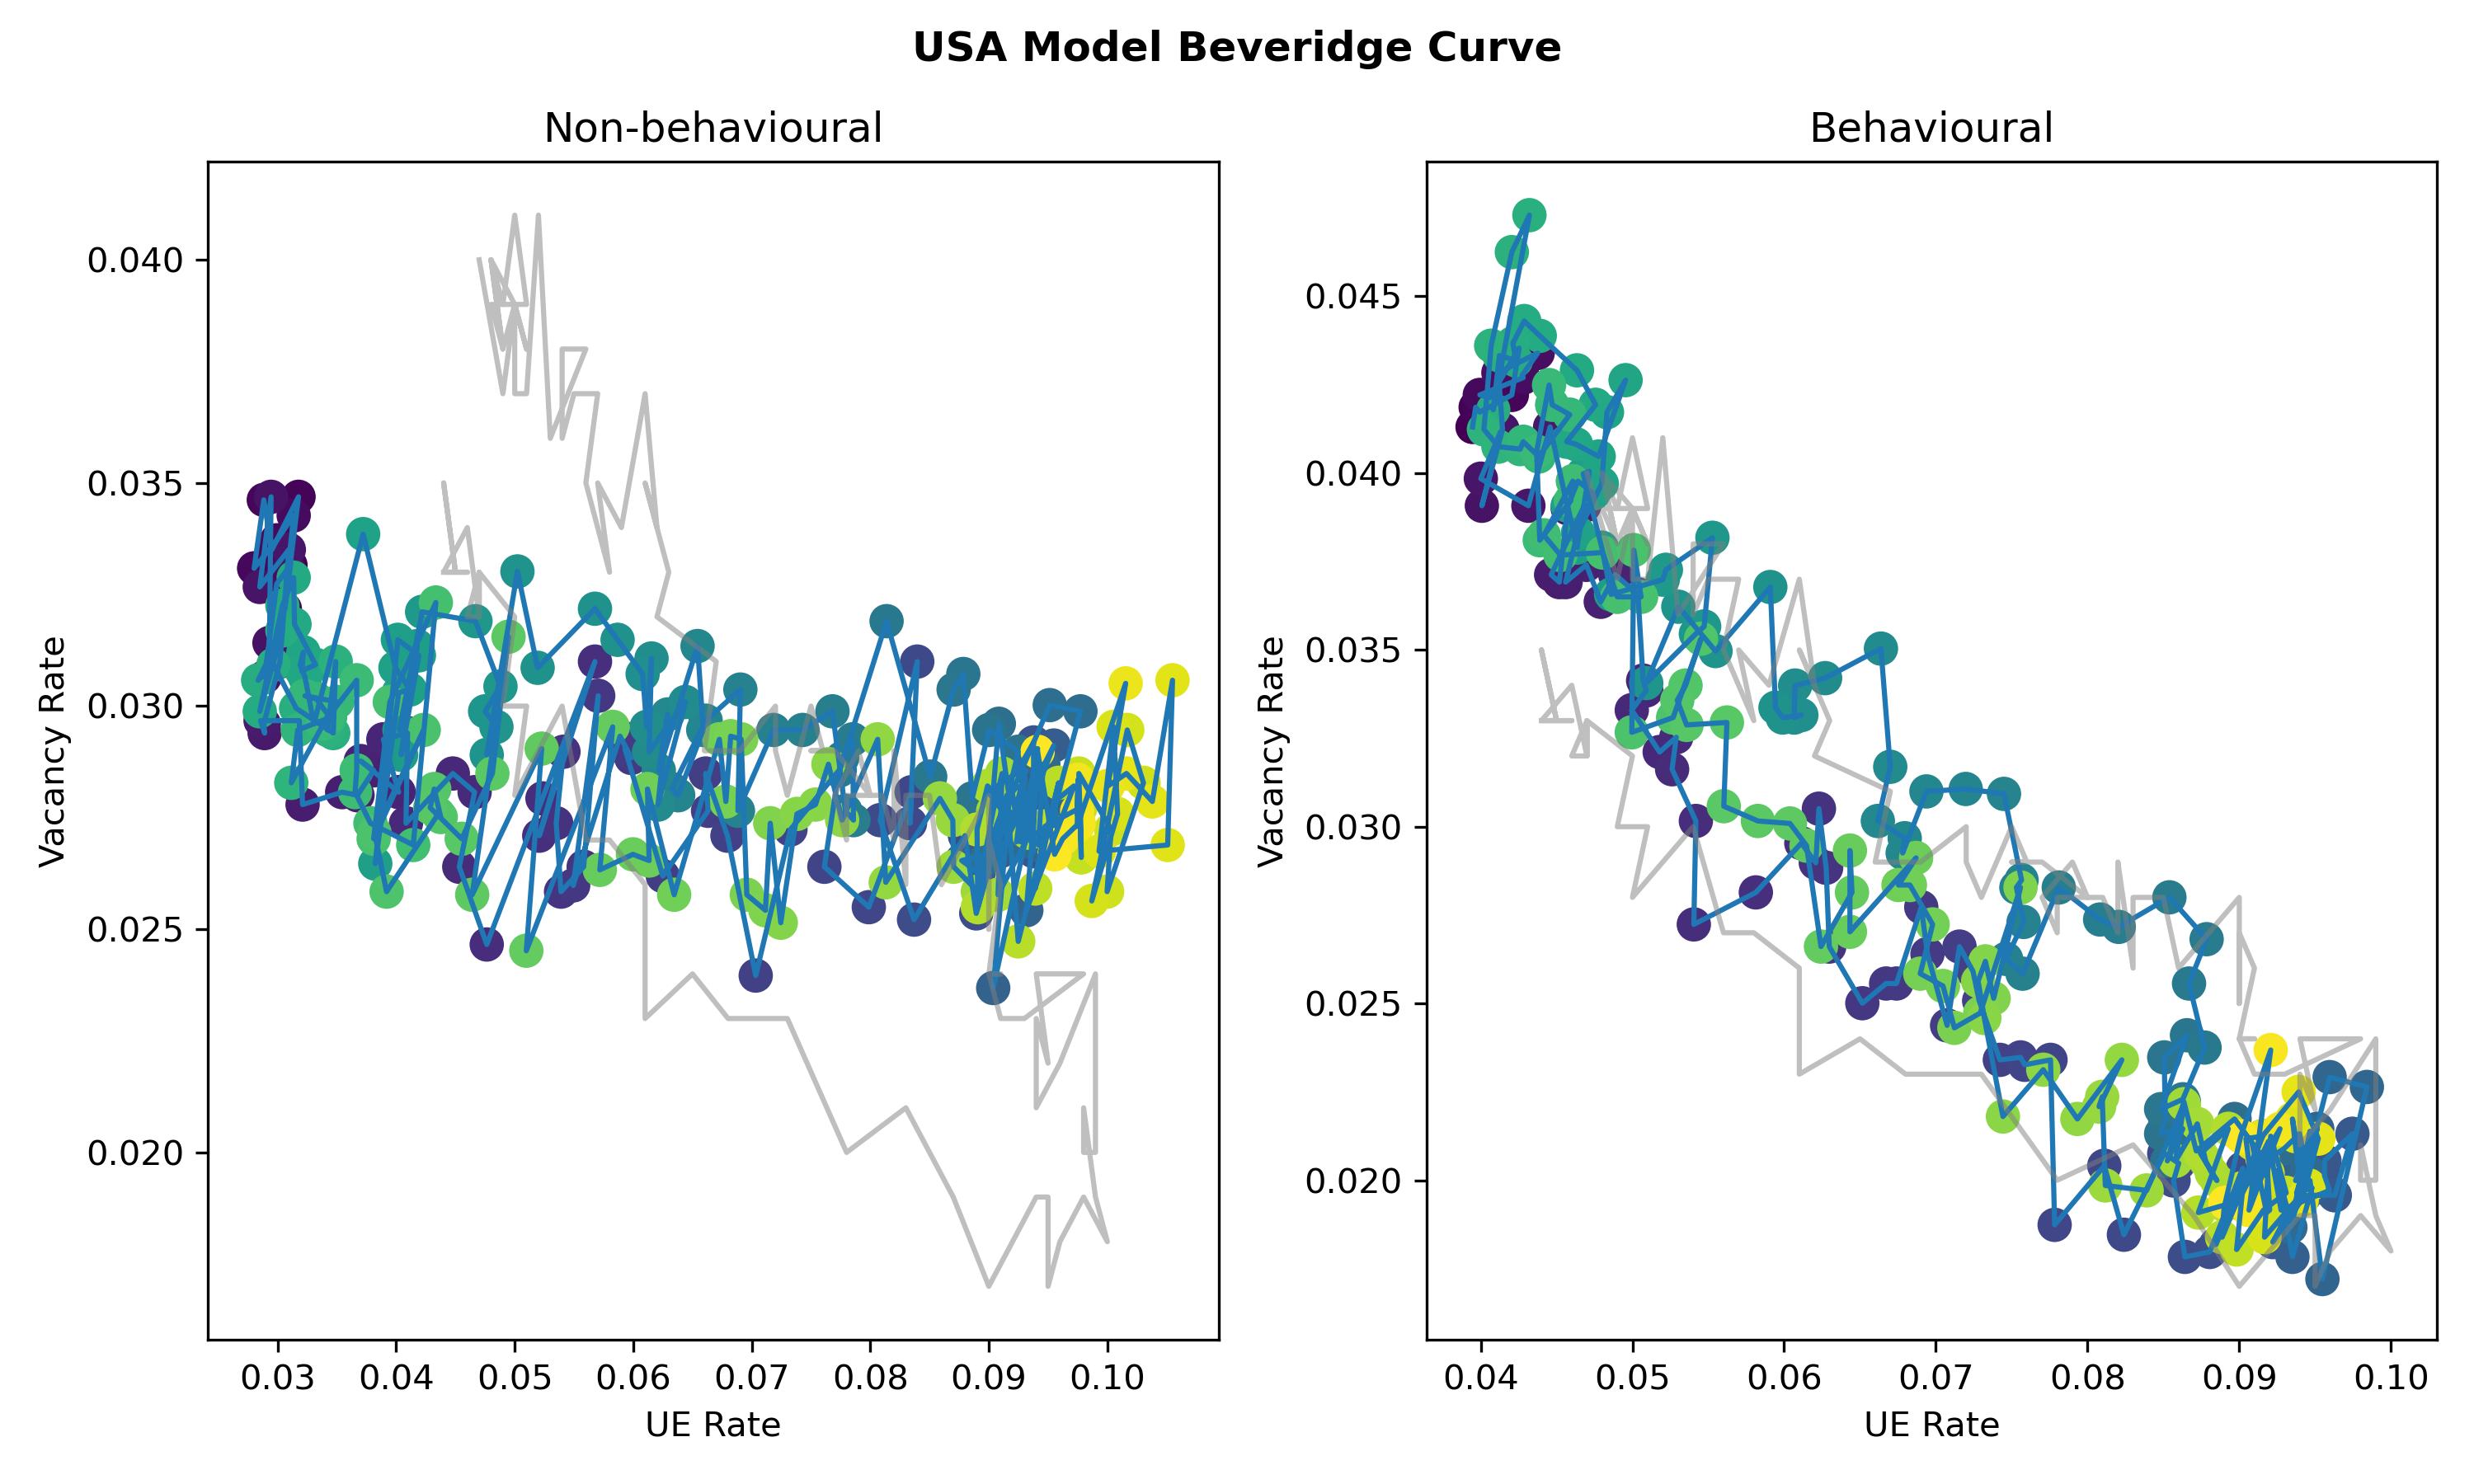 USA Model Beveridge Curve
Non-behavioural
Vacancy Rate
0.040
0.035
0.030
0.025
0.020
0.03 0.04 0.05 0.06 0.07 0.08 0.09 0.10
UE Rate
Behavioural
Vacancy Rate
0.045
0.040
0.035
0.030
0.025
0.020
0.04 0.05 0.06 0.07 0.08 0.09 0.10
UE Rate